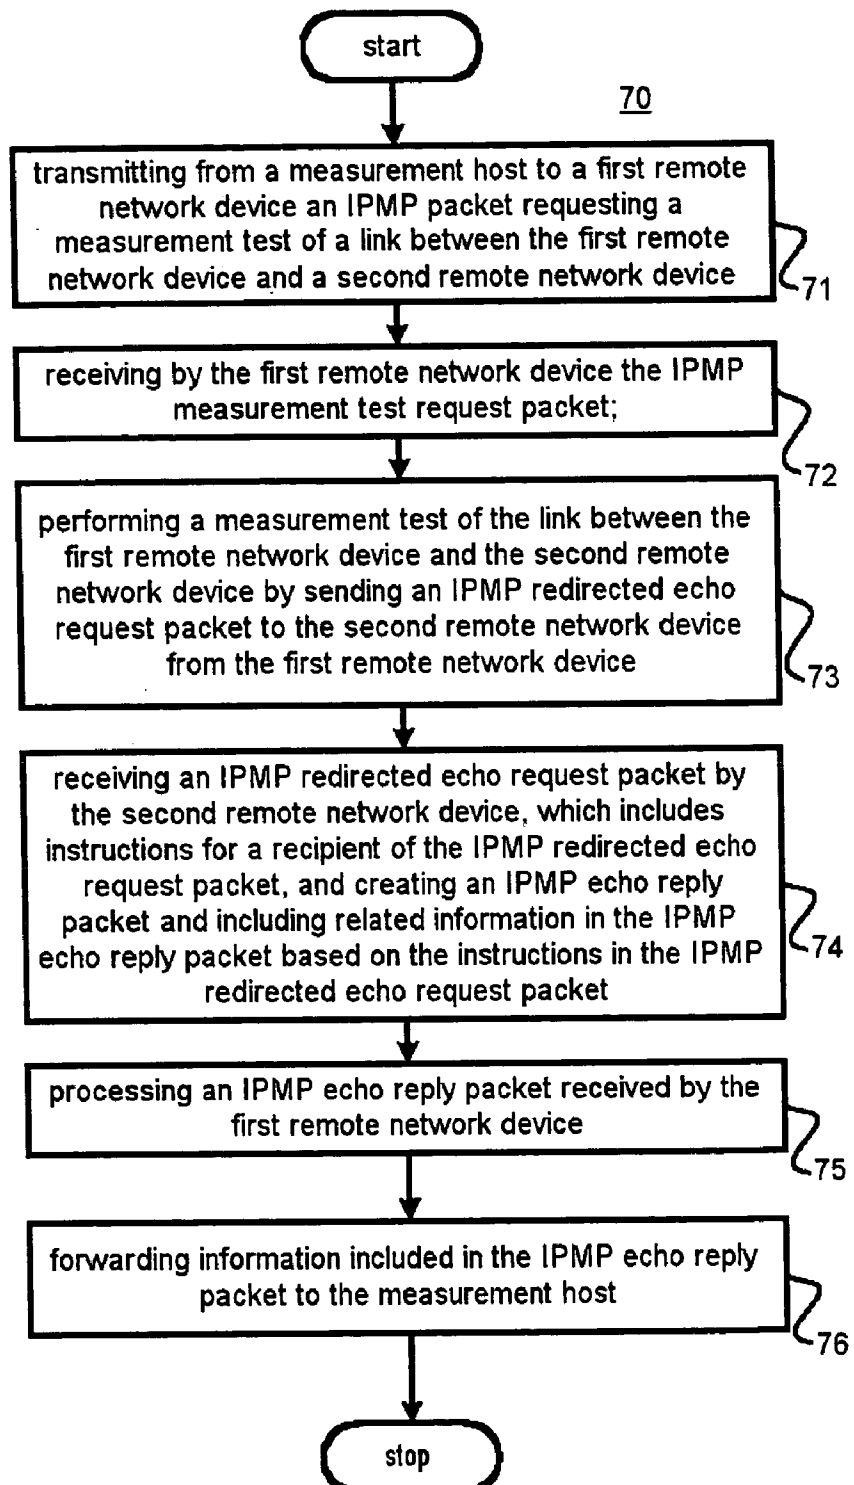 start
70
transmitting from a measurement host to a first remote
network device an IPMP packet requesting a
measurement test of a link between the first remote
network device and a second remote network device
71
receiving by the first remote network device the IPMP
measurement test request packet;
72
performing a measurement test of the link between the
first remote network device and the second remote
network device by sending an IPMP redirected echo
request packet to the second remote network device
from the first remote network device
73
receiving an IPMP redirected echo request packet by
the second remote network device, which includes
instructions for a recipient of the IPMP redirected echo
request packet, and creating an IPMP echo reply
packet and including related information in the IPMP
echo reply packet based on the instructions in the IPMP
redirected echo request packet
74
processing an IPMP echo reply packet received by the
first remote network device
75
forwarding information included in the IPMP echo reply
packet to the measurement host
76
stop